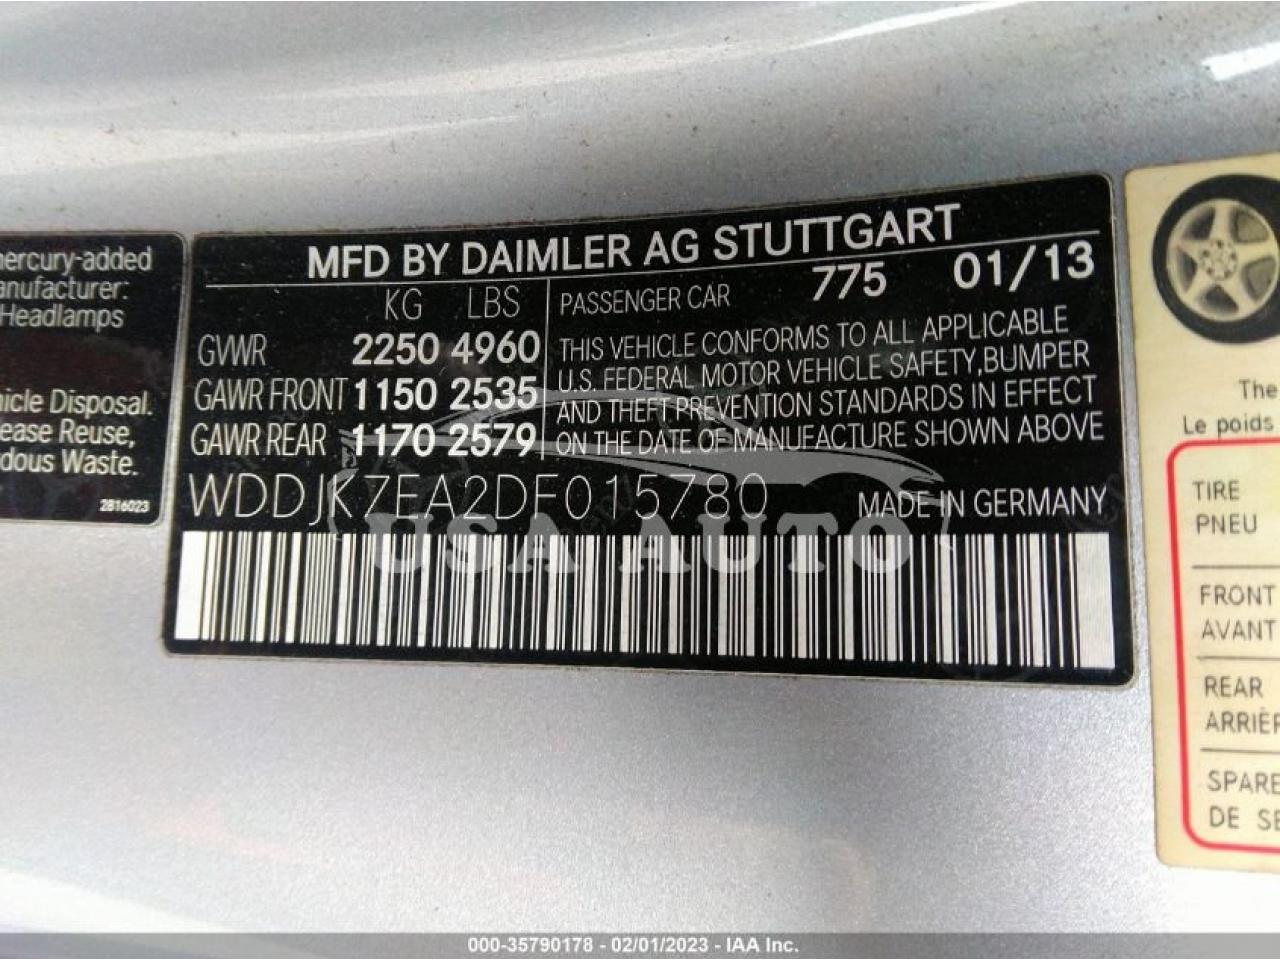 mercury-added
anufacturer:
Headlamps
hicle Disposal.
ease Reuse,
rdous Waste.
2816023
MFD BY DAIMLER AG STUTTGART
KG LBS
GVWR 2250 4960
GAWR FRONT 1150 2535
GAWR REAR 1170 2579
PASSENGER CAR 775 01/13
THIS VEHICLE CONFORMS TO ALL APPLICABLE
U.S. FEDERAL MOTOR VEHICLE SAFETY, BUMPER
AND THEFT PREVENTION STANDARDS IN EFFECT
ON THE DATE OF MANUFACTURE SHOWN ABOVE
WDDJK7EA2DF015780 MADE IN GERMANY
USA AUTO
The
Le poids
TIRE
PNEU
FRONT
AVANT
REAR
ARRIÈR
SPARE
DE SE
000-35790178 - 02/01/2023 - IAA Inc.